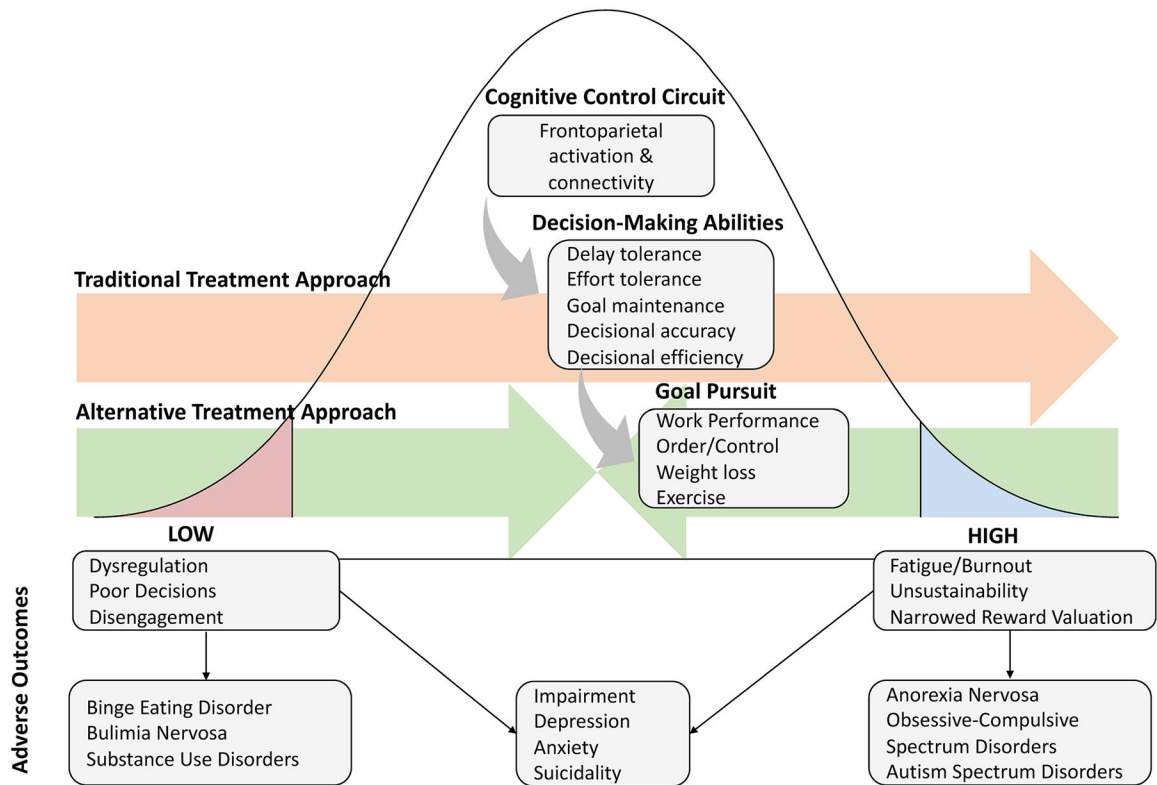 Cognitive Control Circuit
Frontoparietal
activation &
connectivity
Decision-Making Abilities
Delay tolerance
Effort tolerance
Goal maintenance
Decisional accuracy
Decisional efficiency
Traditional Treatment Approach
Goal Pursuit
Work Performance
Order/Control
Weight loss
Exercise
Alternative Treatment Approach
LOW
Dysregulation
Poor Decisions
Disengagement
HIGH
Fatigue/Burnout
Unsustainability
Narrowed Reward Valuation
Adverse Outcomes
Binge Eating Disorder
Bulimia Nervosa
Substance Use Disorders
Impairment
Depression
Anxiety
Suicidality
Anorexia Nervosa
Obsessive-Compulsive
Spectrum Disorders
Autism Spectrum Disorders